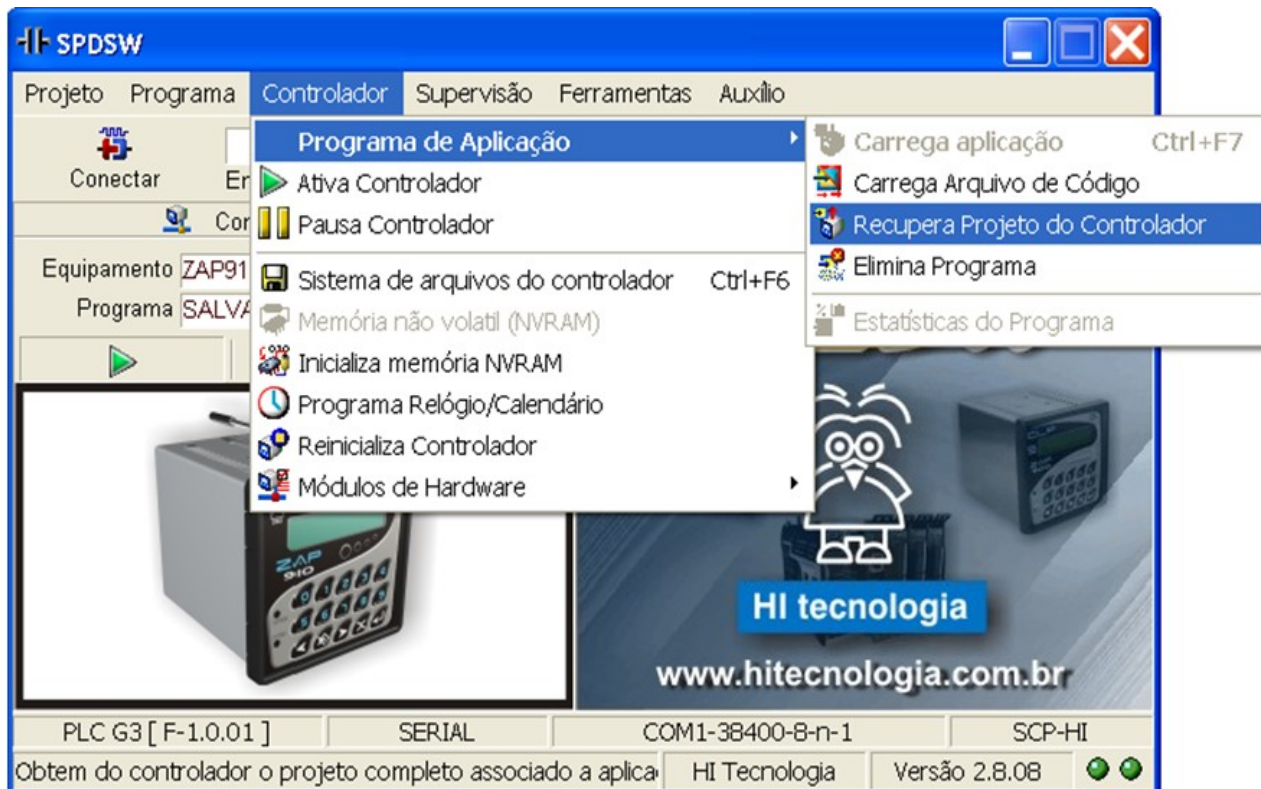 SPDSW
Projeto Programa Controlador Supervisão Ferramentas Auxílio
Conectar
Programa de Aplicação
Ativa Controlador
Pausa Controlador
Sistema de arquivos do controlador Ctrl+F6
Memória não volatil (NVRAM)
Inicializa memória NVRAM
Programa Relógio/Calendário
Reinicializa Controlador
Módulos de Hardware
Carrega aplicação Ctrl+F7
Carrega Arquivo de Código
Recupera Projeto do Controlador
Elimina Programa
Estatísticas do Programa
Equipamento ZAP91
Programa SALVA
ZAP
910
HI tecnologia
www.hitecnologia.com.br
PLC G3 [ F-1.0.01 ] SERIAL COM1-38400-8-n-1 SCP-HI
Obtem do controlador o projeto completo associado a aplica HI Tecnologia Versão 2.8.08